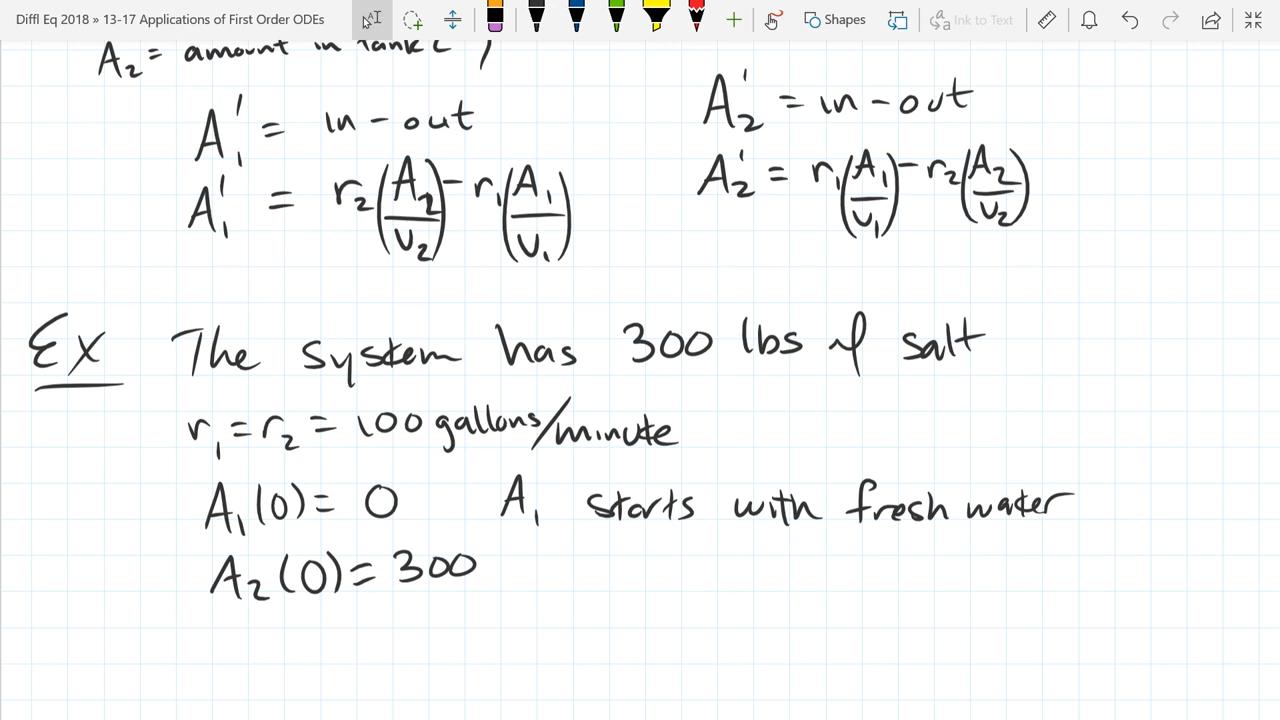 Diffl Eq 2018 » 13-17 Applications of First Order ODEs
Shapes
Ink to Text
A₂ = amount in Tank 2 )
A₁' = in - out
A₁' = r₂(A₂/V₂) - r₁(A₁/V₁)
A₂' = in - out
A₂' = r₁(A₁/V₁) - r₂(A₂/V₂)
Ex The system has 300 lbs of salt
r₁ = r₂ = 100 gallons/minute
A₁(0) = 0 A₁ starts with fresh water
A₂(0) = 300